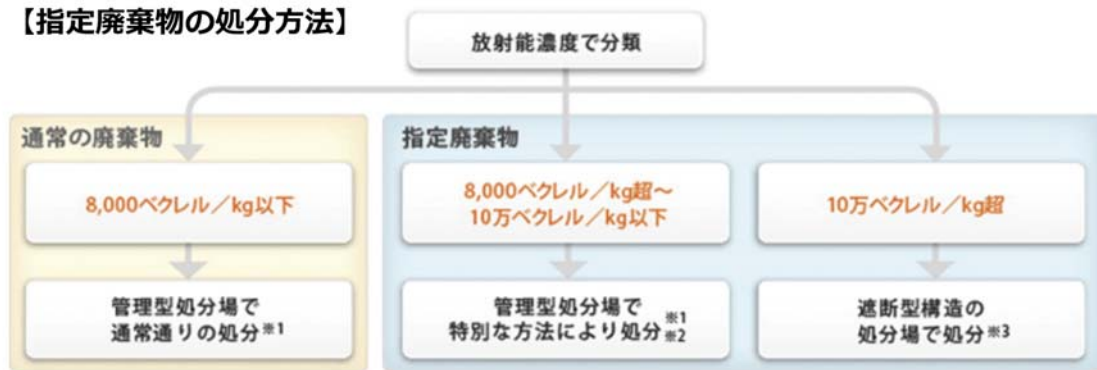 【指定廃棄物の処分方法】
放射能濃度で分類
通常の廃棄物
8,000ベクレル／kg以下
管理型処分場で
通常通りの処分※1
指定廃棄物
8,000ベクレル／kg超～
10万ベクレル／kg以下
管理型処分場で
特別な方法により処分※1
※2
10万ベクレル／kg超
遮断型構造の
処分場で処分※3